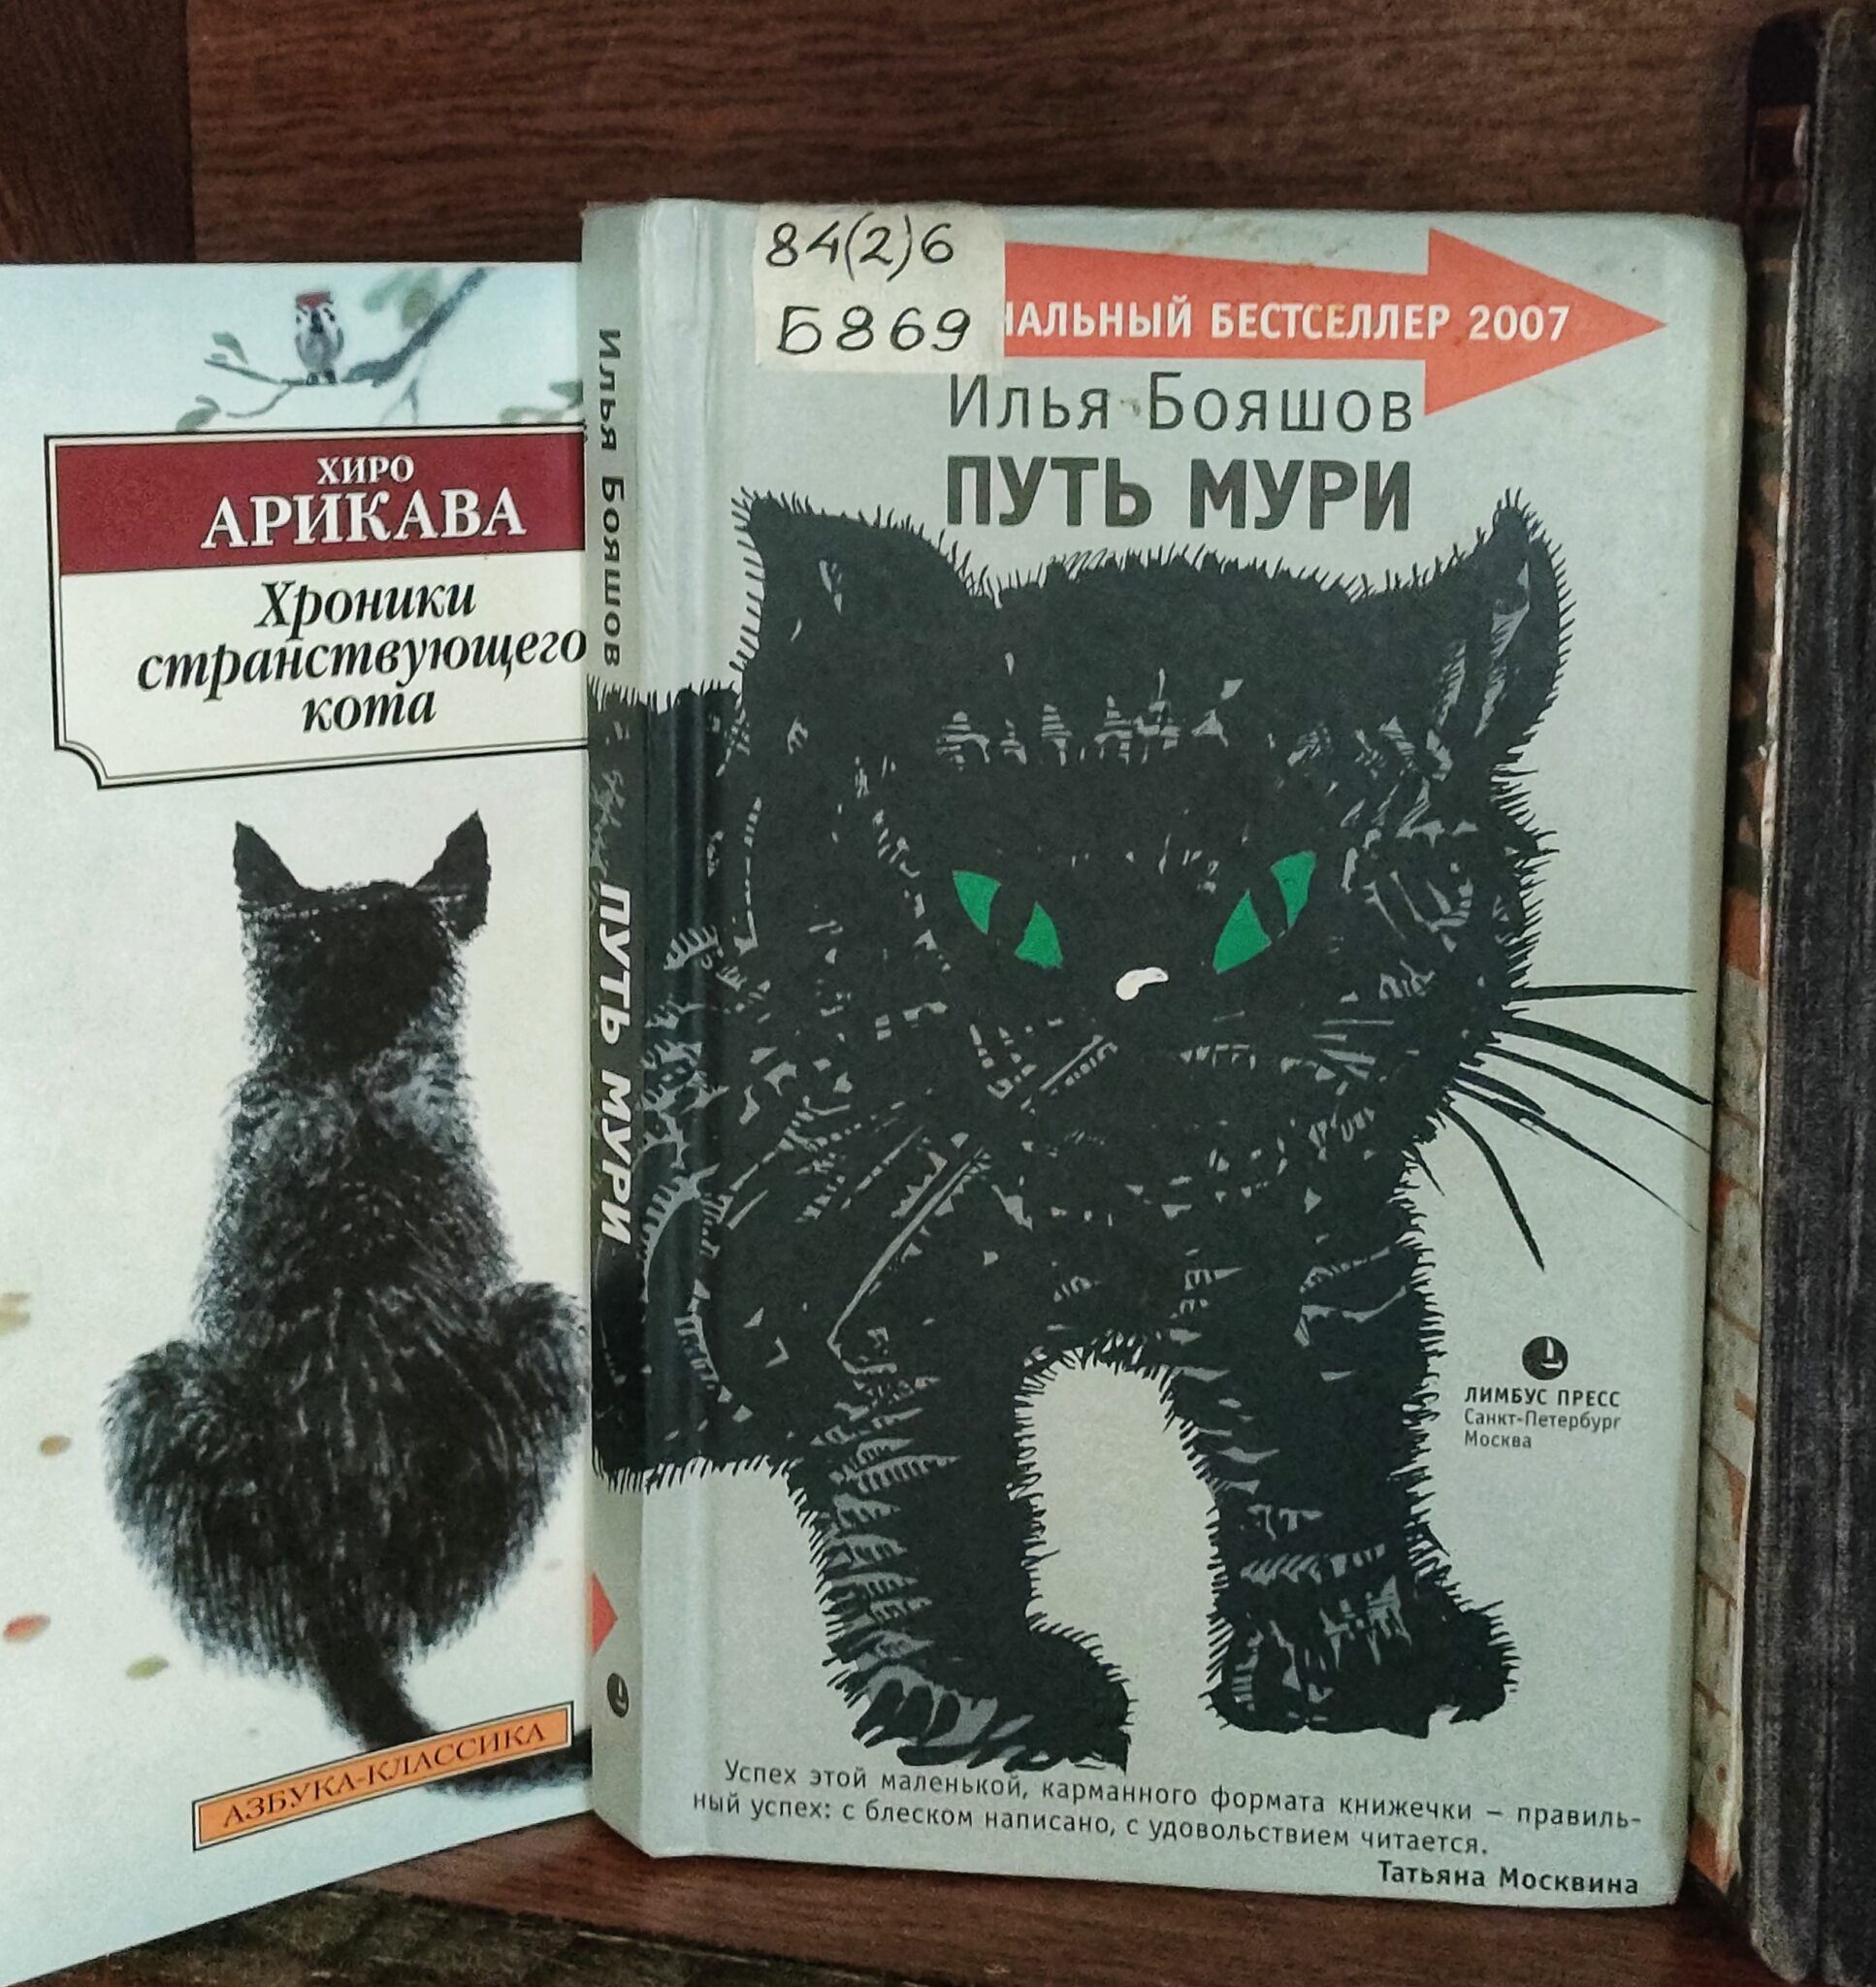 ХИРО
АРИКАВА
Хроники
странствующего
кота
АЗБУКА-КЛАССИКА
Илья Бояшов ПУТЬ МУРИ
84(2)6
Б869
НАЛЬНЫЙ БЕСТСЕЛЛЕР 2007
Илья Бояшов
ПУТЬ МУРИ
ЛИМБУС ПРЕСС
Санкт-Петербург
Москва
Успех этой маленькой, карманного формата книжечки – правиль-
ный успех: с блеском написано, с удовольствием читается.
Татьяна Москвина